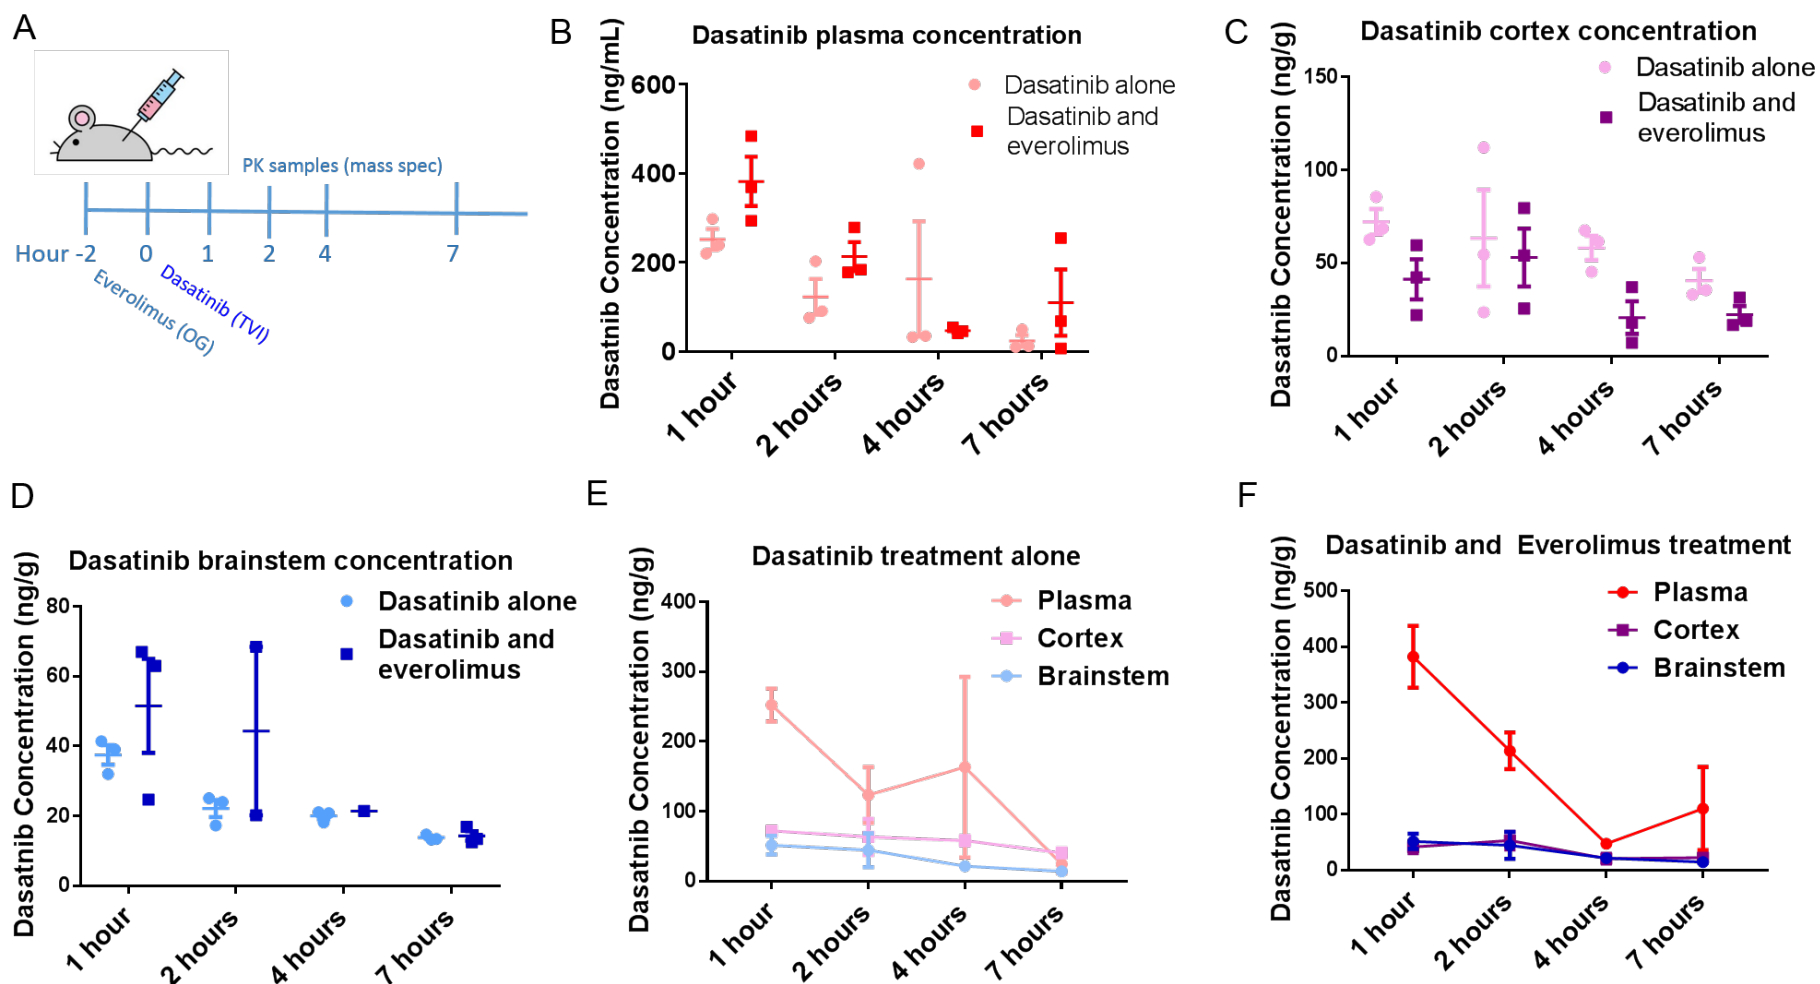 A
PK samples (mass spec)
Hour -2 0 1 2 4 7
Everolimus (OG)
Dasatinib (TVI)
B
Dasatinib plasma concentration
Dasatnib Concentration (ng/mL)
600
400
200
0
Dasatinib alone
Dasatinib and
everolimus
1 hour
2 hours
4 hours
7 hours
C
Dasatinib cortex concentration
Dasatnib Concentration (ng/g)
150
100
50
0
Dasatinib alone
Dasatinib and
everolimus
1 hour
2 hours
4 hours
7 hours
D
Dasatinib brainstem concentration
Dasatnib Concentration (ng/g)
80
60
40
20
0
Dasatinib alone
Dasatinib and
everolimus
1 hour
2 hours
4 hours
7 hours
E
Dasatinib treatment alone
Dasatnib Concentration (ng/g)
400
300
200
100
0
Plasma
Cortex
Brainstem
1 hour
2 hours
4 hours
7 hours
F
Dasatinib and Everolimus treatment
Dasatnib Concentration (ng/g)
500
400
300
200
100
0
Plasma
Cortex
Brainstem
1 hour
2 hours
4 hours
7 hours